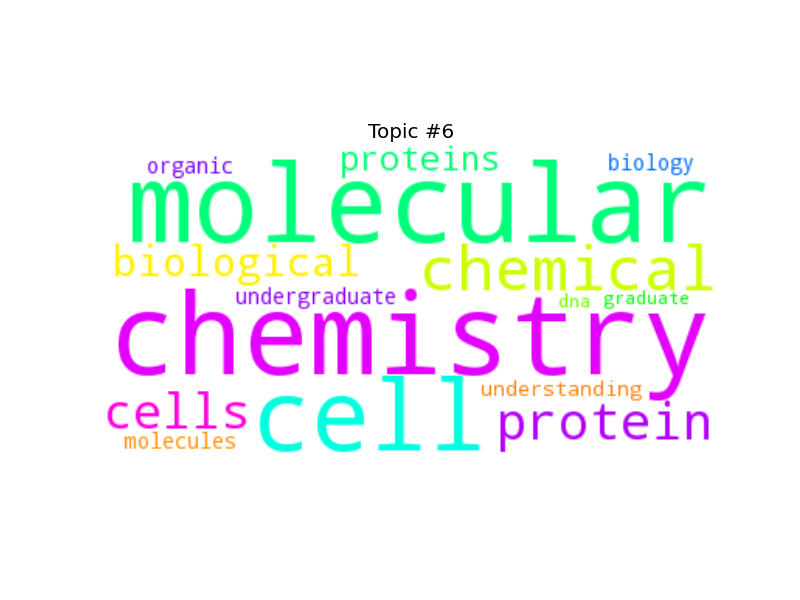 Topic #6
organic proteins biology
molecular
biological chemical
undergraduate dna graduate
chemistry
understanding
cells cell protein
molecules